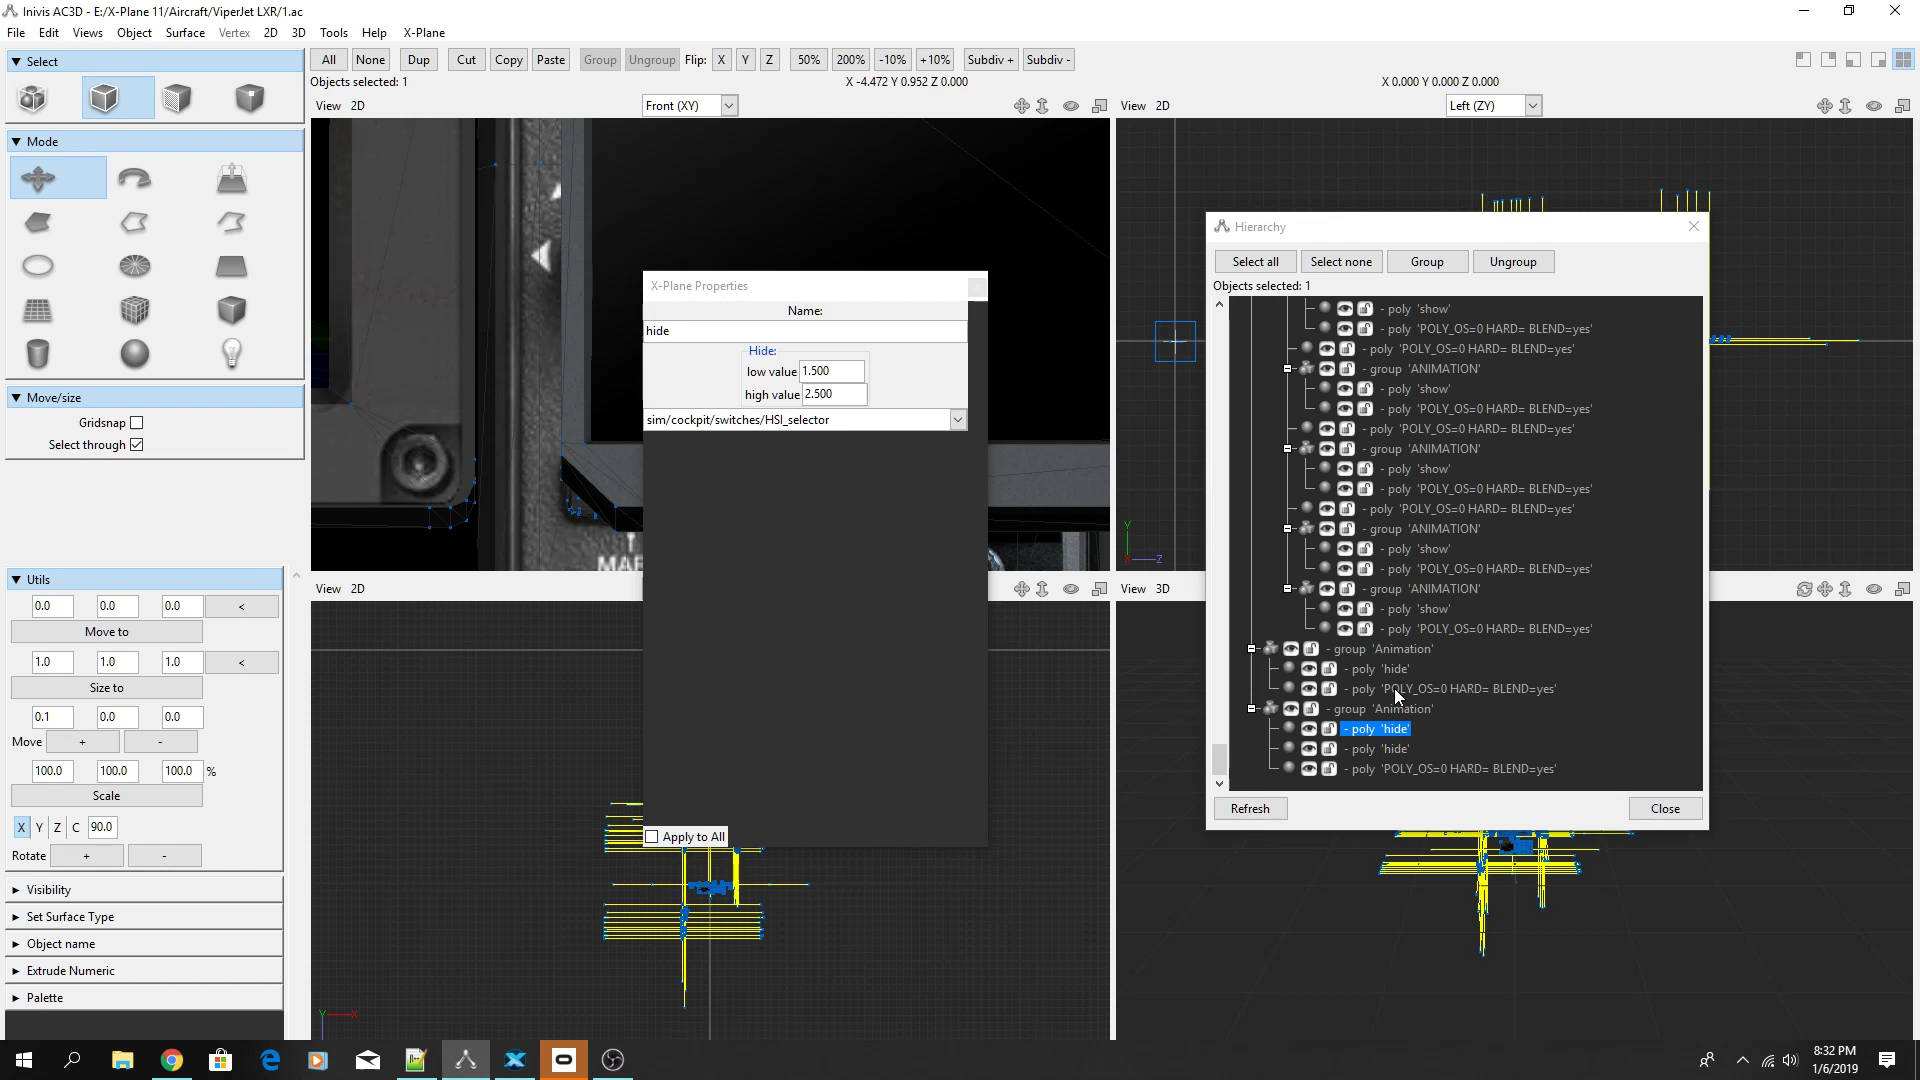 Inivis AC3D - E:/X-Plane 11/Aircraft/ViperJet LXR/1.ac
File Edit Views Object Surface Vertex 2D 3D Tools Help X-Plane
▼ Select
All None Dup Cut Copy Paste Group Ungroup Flip: X Y Z 50% 200% -10% +10% Subdiv + Subdiv -
Objects selected: 1
X -4.472 Y 0.952 Z 0.000
X 0.000 Y 0.000 Z 0.000
View 2D Front (XY)
View 2D Left (ZY)
▼ Mode
▼ Move/size
Gridsnap
Select through
▼ Utils
0.0 0.0 0.0 <
Move to
1.0 1.0 1.0 <
Size to
0.1 0.0 0.0
Move + -
100.0 100.0 100.0 %
Scale
X Y Z C 90.0
Rotate + -
► Visibility
► Set Surface Type
► Object name
► Extrude Numeric
► Palette
X-Plane Properties
Name:
hide
Hide:
low value 1.500
high value 2.500
sim/cockpit/switches/HSI_selector
Apply to All
View 2D
View 3D
Y X
Y X Z
Hierarchy
Select all Select none Group Ungroup
Objects selected: 1
- poly 'show'
- poly 'POLY_OS=0 HARD= BLEND=yes'
- poly 'POLY_OS=0 HARD= BLEND=yes'
- group 'ANIMATION'
- poly 'show'
- poly 'POLY_OS=0 HARD= BLEND=yes'
- poly 'POLY_OS=0 HARD= BLEND=yes'
- group 'ANIMATION'
- poly 'show'
- poly 'POLY_OS=0 HARD= BLEND=yes'
- poly 'POLY_OS=0 HARD= BLEND=yes'
- group 'ANIMATION'
- poly 'show'
- poly 'POLY_OS=0 HARD= BLEND=yes'
- group 'ANIMATION'
- poly 'show'
- poly 'POLY_OS=0 HARD= BLEND=yes'
- group 'Animation'
- poly 'hide'
- poly 'POLY_OS=0 HARD= BLEND=yes'
- group 'Animation'
- poly 'hide'
- poly 'hide'
- poly 'POLY_OS=0 HARD= BLEND=yes'
Refresh Close
8:32 PM
1/6/2019